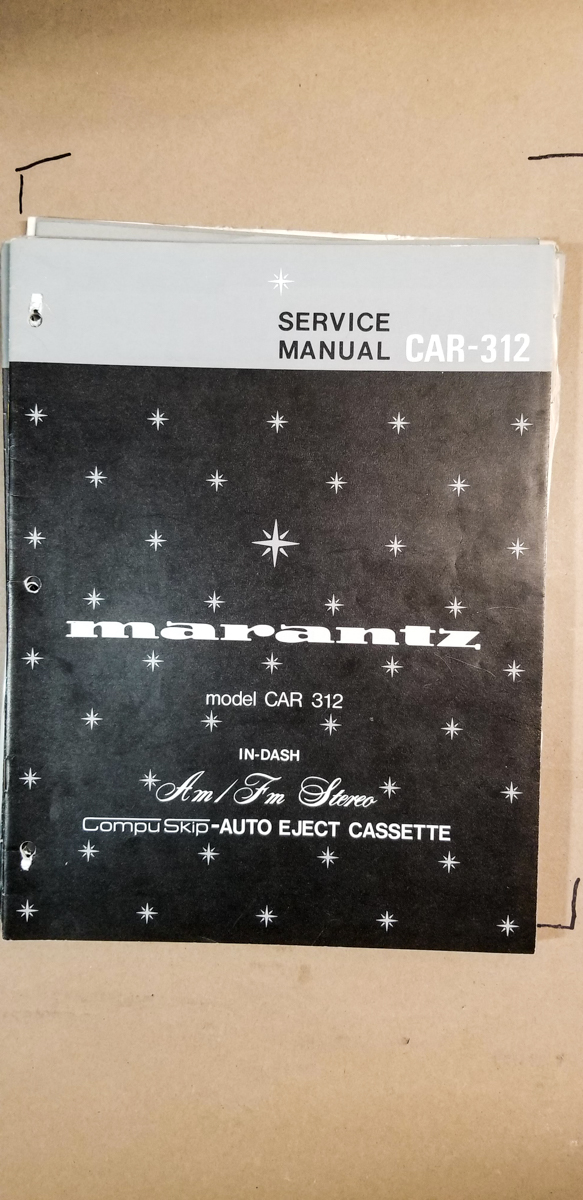 SERVICE
MANUAL CAR-312
marantz
model CAR 312
IN-DASH
Am/Fm Stereo
CompuSkip-AUTO EJECT CASSETTE